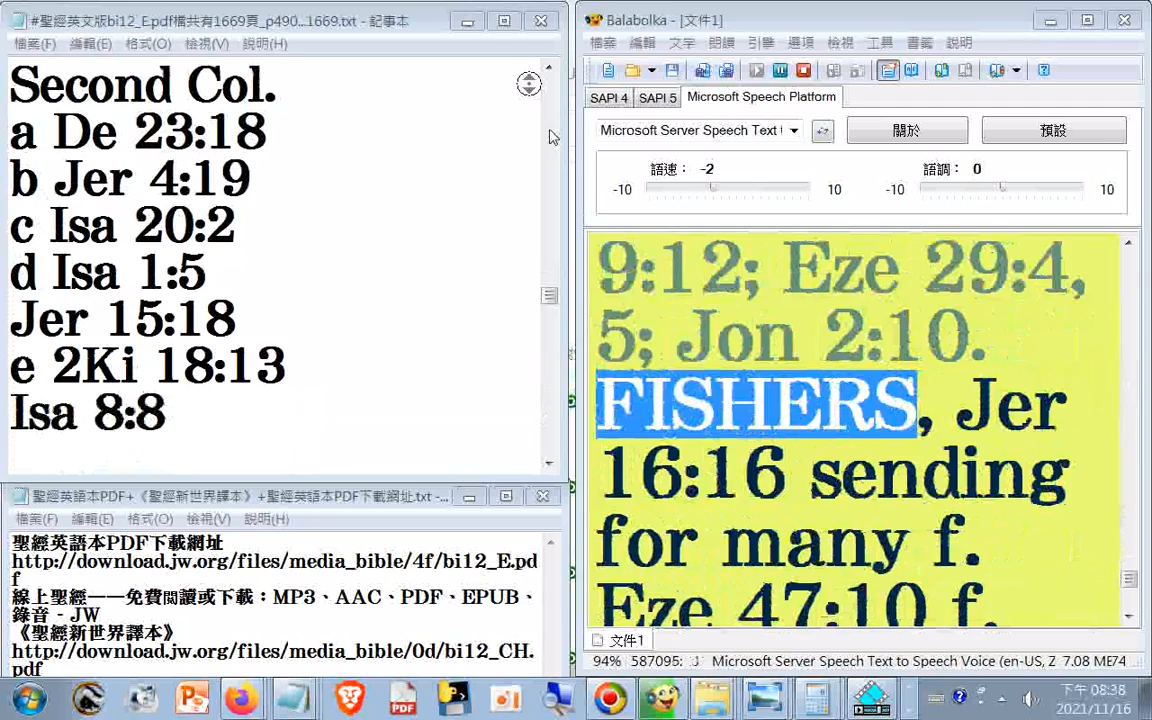 #聖經英文版bi12_E.pdf檔共有1669頁_p490...1669.txt - 記事本
檔案(F) 編輯(E) 格式(O) 檢視(V) 說明(H)
Second Col.
a De 23:18
b Jer 4:19
c Isa 20:2
d Isa 1:5
Jer 15:18
e 2Ki 18:13
Isa 8:8
聖經英語本PDF+《聖經新世界譯本》+聖經英語本PDF下載網址.txt - ...
檔案(F) 編輯(E) 格式(O) 檢視(V) 說明(H)
聖經英語本PDF下載網址
http://download.jw.org/files/media_bible/4f/bi12_E.pd
f
線上聖經——免費閱讀或下載：MP3、AAC、PDF、EPUB、
錄音 - JW
《聖經新世界譯本》
http://download.jw.org/files/media_bible/0d/bi12_CH.
pdf
Balabolka - [文件1]
檔案 編輯 文字 朗讀 引擎 選項 檢視 工具 書籤 說明
SAPI 4 SAPI 5 Microsoft Speech Platform
Microsoft Server Speech Text 關於 預設
語速： -2 語調： 0
-10 10 -10 10
9:12; Eze 29:4,
5; Jon 2:10.
FISHERS, Jer
16:16 sending
for many f.
Eze 47:10 f.
文件1
94% 587095: Microsoft Server Speech Text to Speech Voice (en-US, Z 7.08 ME74
PDF
下午 08:38
2021/11/16